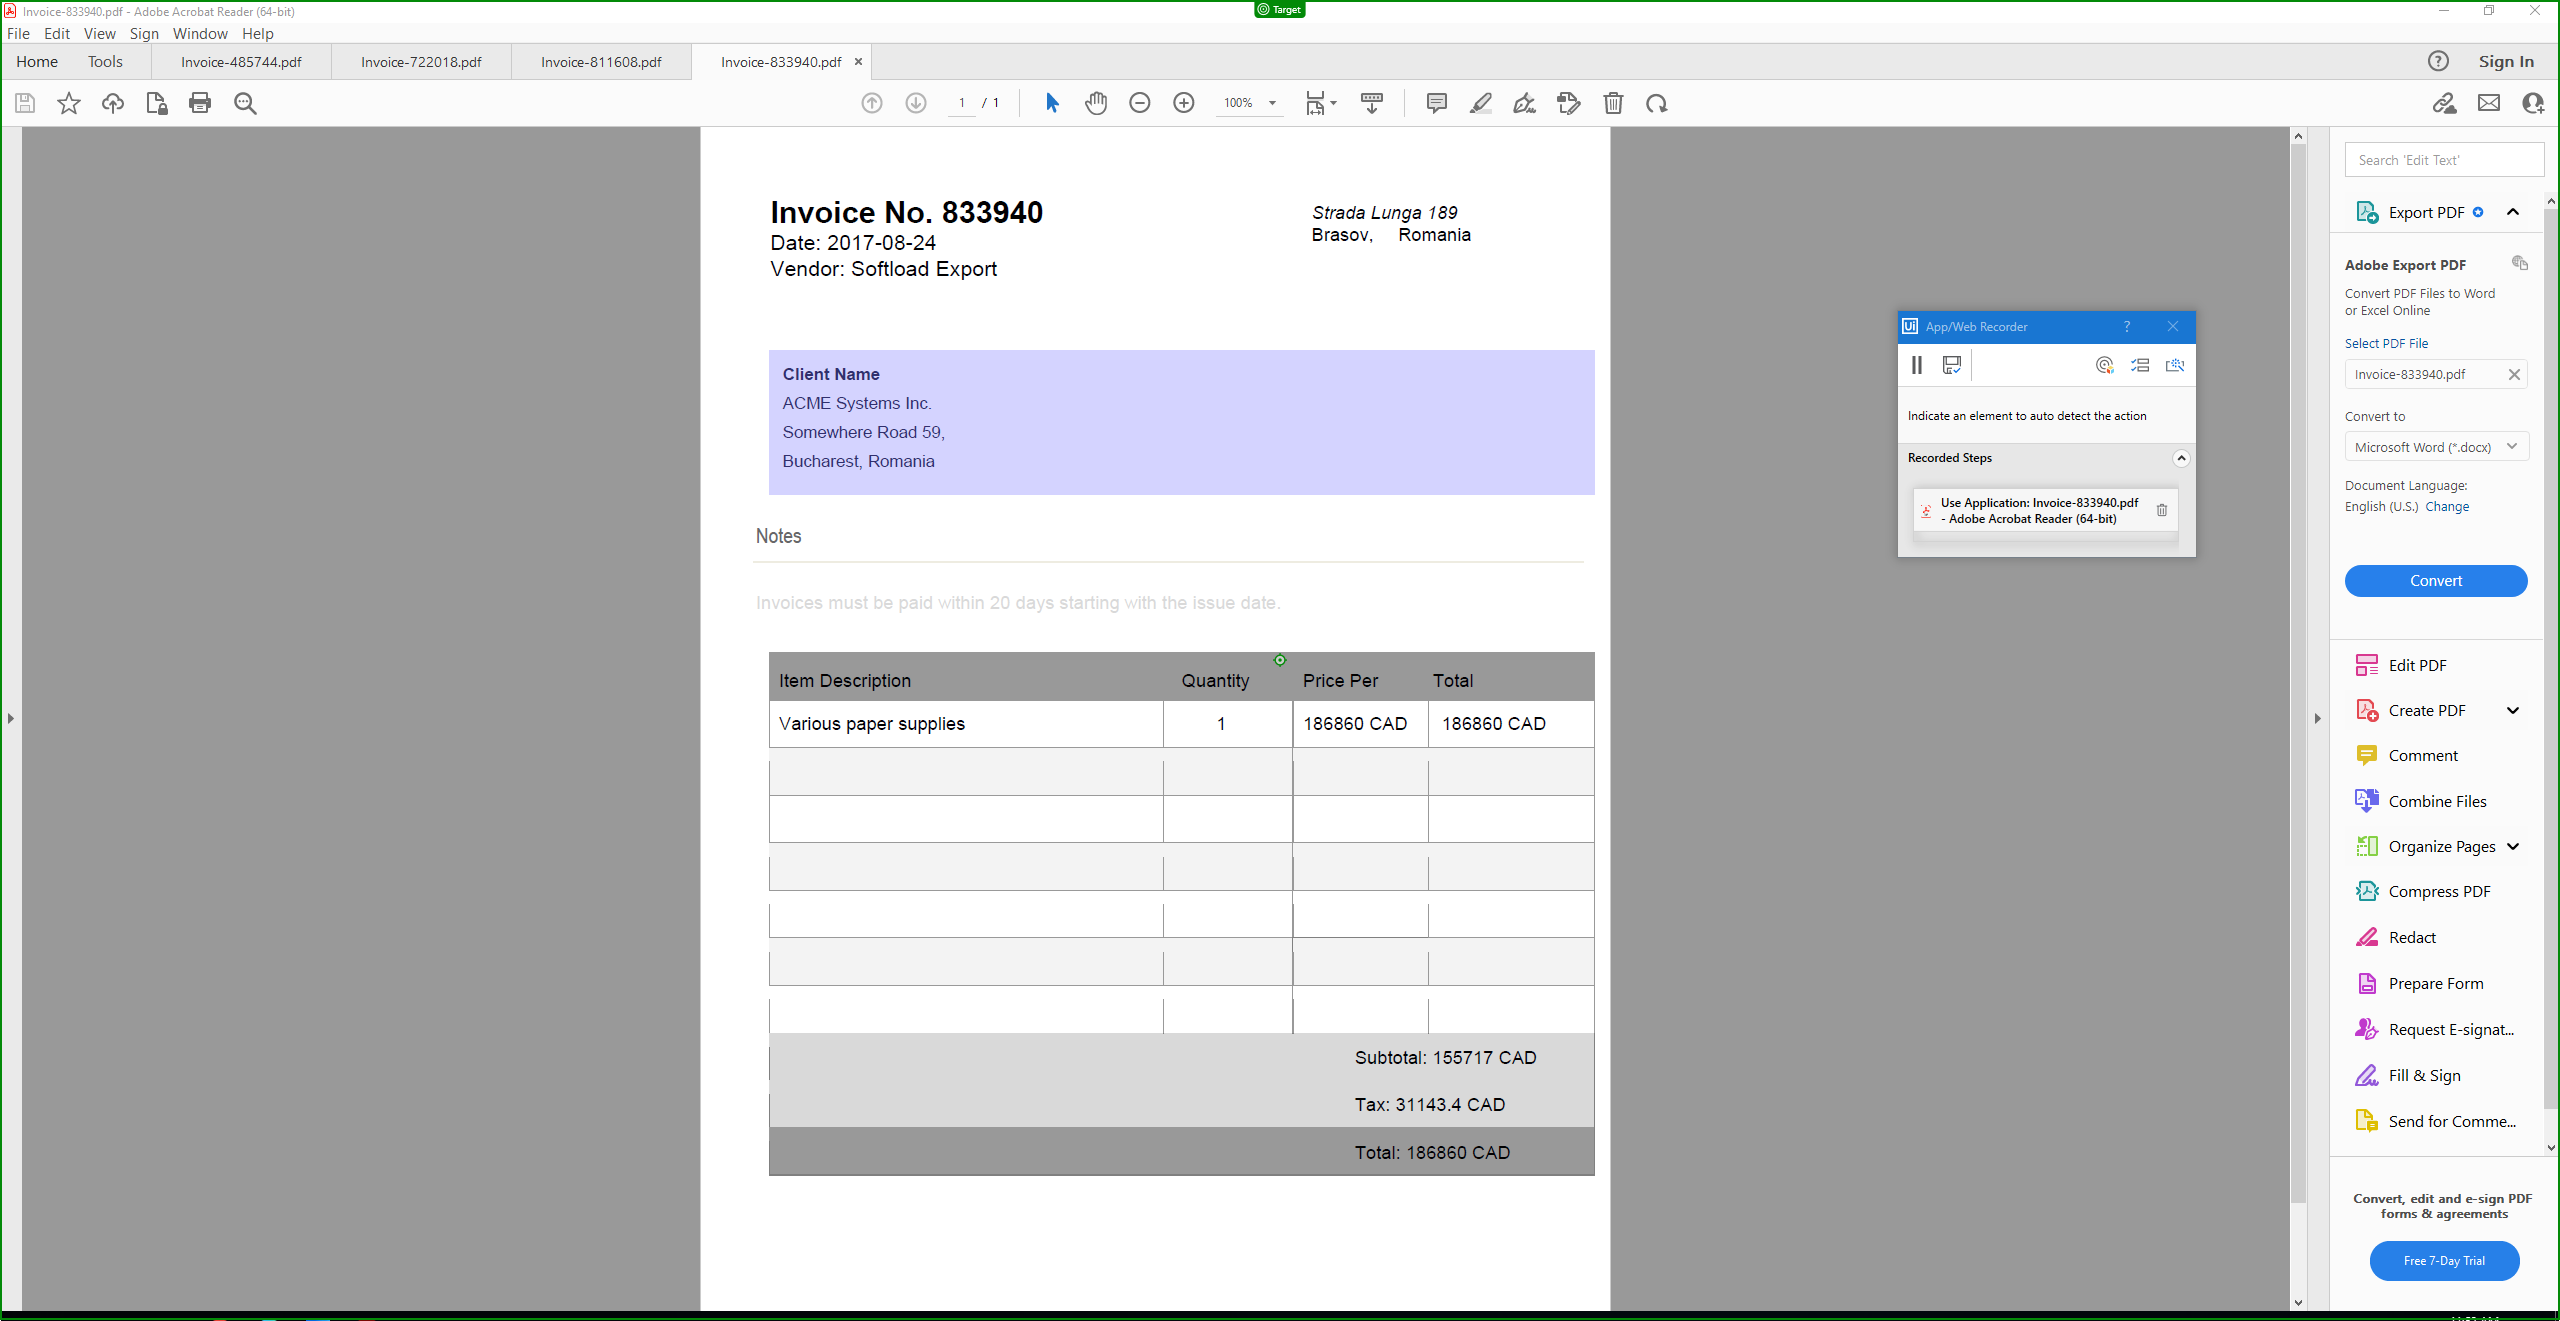 Invoice-833940.pdf - Adobe Acrobat Reader (64-bit)
Target
File Edit View Sign Window Help
Home Tools Invoice-485744.pdf Invoice-722018.pdf Invoice-811608.pdf Invoice-833940.pdf × ? Sign In
1 / 1 100%
Invoice No. 833940
Date: 2017-08-24
Vendor: Softload Export
Strada Lunga 189
Brasov, Romania
Client Name
ACME Systems Inc.
Somewhere Road 59,
Bucharest, Romania
Notes
Invoices must be paid within 20 days starting with the issue date.
Item Description Quantity Price Per Total
Various paper supplies 1 186860 CAD 186860 CAD
Subtotal: 155717 CAD
Tax: 31143.4 CAD
Total: 186860 CAD
Ui App/Web Recorder ?
Indicate an element to auto detect the action
Recorded Steps
Use Application: Invoice-833940.pdf
- Adobe Acrobat Reader (64-bit)
Search 'Edit Text'
Export PDF
Adobe Export PDF
Convert PDF Files to Word
or Excel Online
Select PDF File
Invoice-833940.pdf
Convert to
Microsoft Word (*.docx)
Document Language:
English (U.S.) Change
Convert
Edit PDF
Create PDF
Comment
Combine Files
Organize Pages
Compress PDF
Redact
Prepare Form
Request E-signat...
Fill & Sign
Send for Comme...
Convert, edit and e-sign PDF
forms & agreements
Free 7-Day Trial